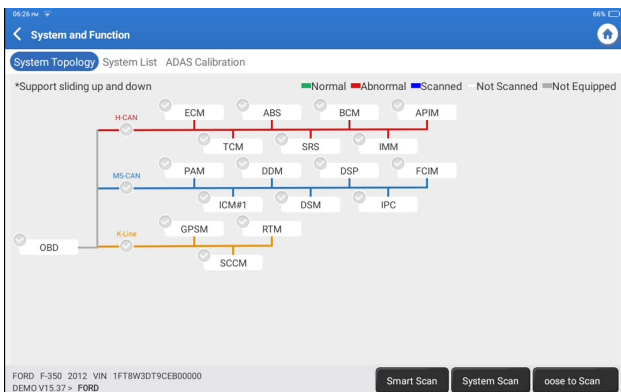 06:26 PM 66%
System and Function
System Topology System List ADAS Calibration
*Support sliding up and down Normal Abnormal Scanned Not Scanned Not Equipped
ECM ABS BCM APIM
H-CAN
TCM SRS IMM
PAM DDM DSP FCIM
MS-CAN
ICM#1 DSM IPC
GPSM RTM
K-Line
OBD
SCCM
FORD F-350 2012 VIN 1FT8W3DT9CEB00000
DEMO V15.37 > FORD
Smart Scan System Scan oose to Scan